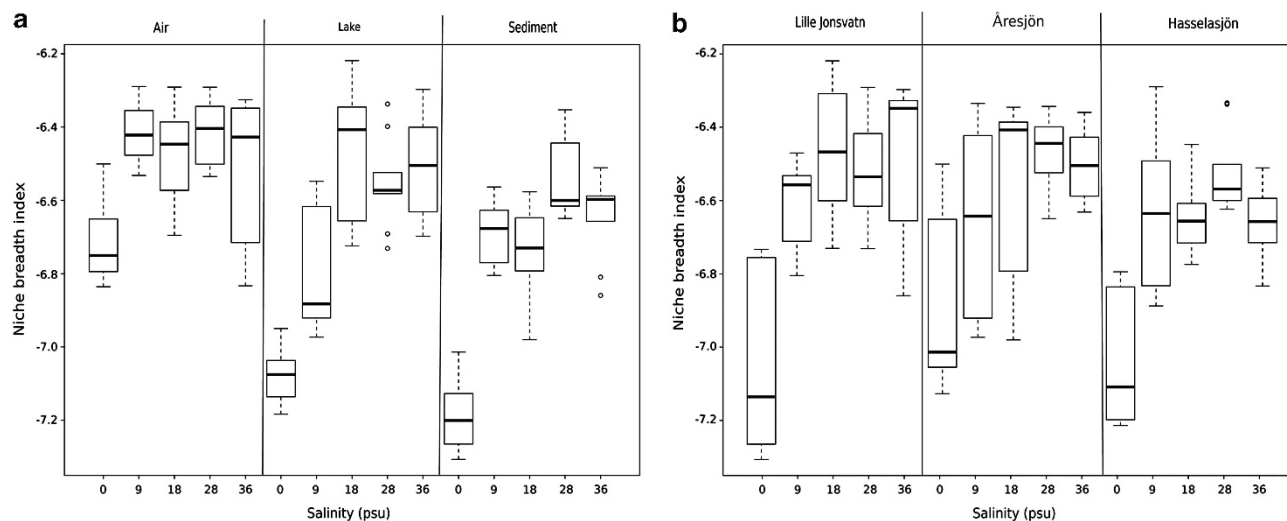 a
Air Lake Sediment
-6.2
-6.4
-6.6
-6.8
-7.0
-7.2
Niche breadth index
0 9 18 28 36 0 9 18 28 36 0 9 18 28 36
Salinity (psu)
b
Lille Jonsvatn Åresjön Hasselasjön
-6.2
-6.4
-6.6
-6.8
-7.0
-7.2
Niche breadth index
0 9 18 28 36 0 9 18 28 36 0 9 18 28 36
Salinity (psu)